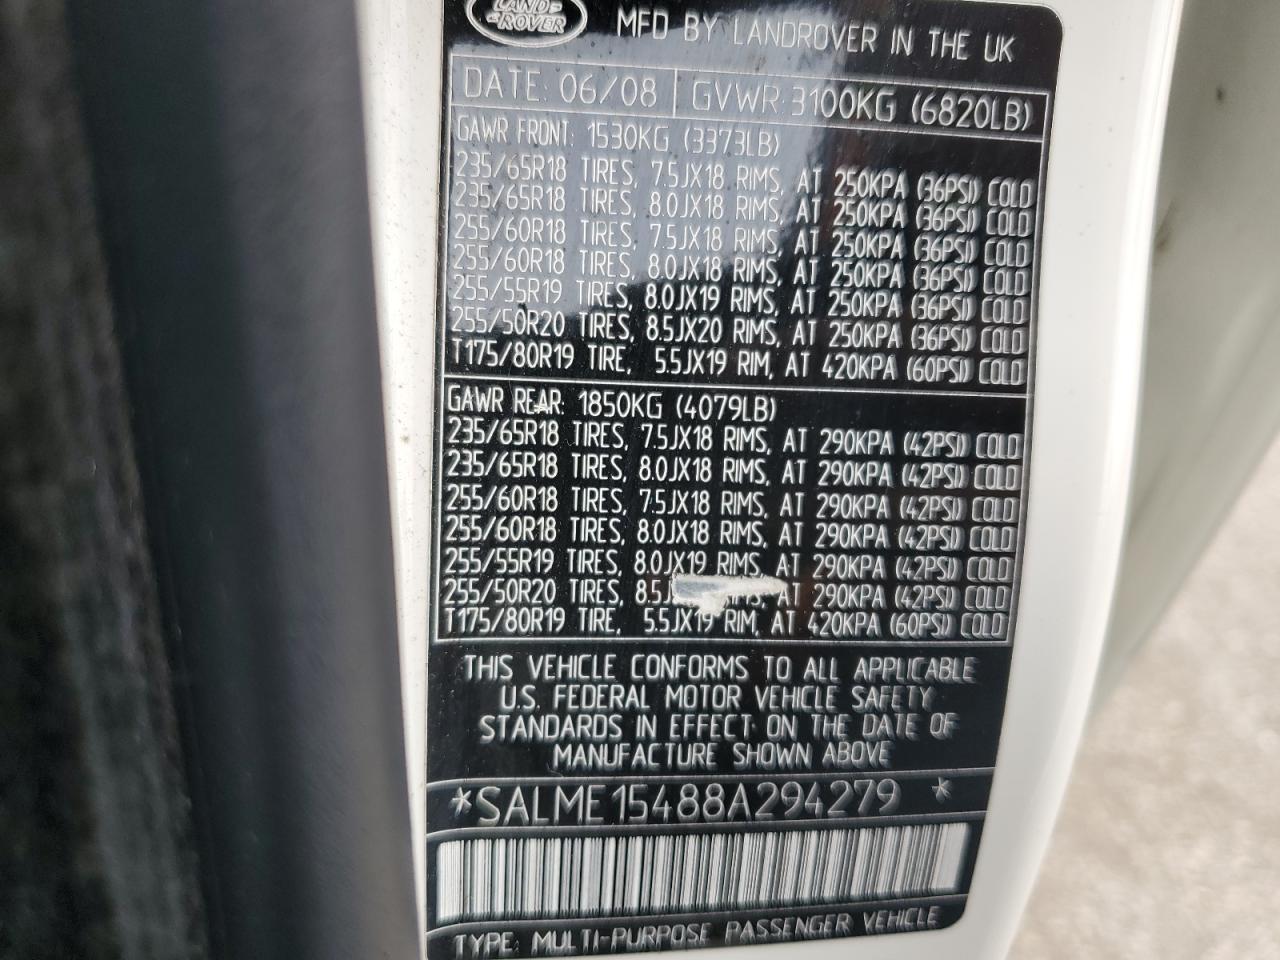 LAND-
-ROVER
MFD BY LANDROVER IN THE UK
DATE: 06/08 GVWR:3100KG (6820LB)
GAWR FRONT: 1530KG (3373LB)
235/65R18 TIRES, 7.5JX18 RIMS, AT 250KPA (36PSI) COLD
235/65R18 TIRES, 8.0JX18 RIMS, AT 250KPA (36PSI) COLD
255/60R18 TIRES, 7.5JX18 RIMS, AT 250KPA (36PSI) COLD
255/60R18 TIRES, 8.0JX18 RIMS, AT 250KPA (36PSI) COLD
255/55R19 TIRES, 8.0JX19 RIMS, AT 250KPA (36PSI) COLD
255/50R20 TIRES, 8.5JX20 RIMS, AT 250KPA (36PSI) COLD
T175/80R19 TIRE, 5.5JX19 RIM, AT 420KPA (60PSI) COLD
GAWR REAR: 1850KG (4079LB)
235/65R18 TIRES, 7.5JX18 RIMS, AT 290KPA (42PSI) COLD
235/65R18 TIRES, 8.0JX18 RIMS, AT 290KPA (42PSI) COLD
255/60R18 TIRES, 7.5JX18 RIMS, AT 290KPA (42PSI) COLD
255/60R18 TIRES, 8.0JX18 RIMS, AT 290KPA (42PSI) COLD
255/55R19 TIRES, 8.0JX19 RIMS, AT 290KPA (42PSI) COLD
255/50R20 TIRES, AT 290KPA (42PSI) COLD
T175/80R19 TIRE, 5.5JX19 RIM, AT 420KPA (60PSI) COLD
THIS VEHICLE CONFORMS TO ALL APPLICABLE
U.S. FEDERAL MOTOR VEHICLE SAFETY
STANDARDS IN EFFECT ON THE DATE OF
MANUFACTURE SHOWN ABOVE
*SALME15488A294279 *
TYPE: MULTI-PURPOSE PASSENGER VEHICLE